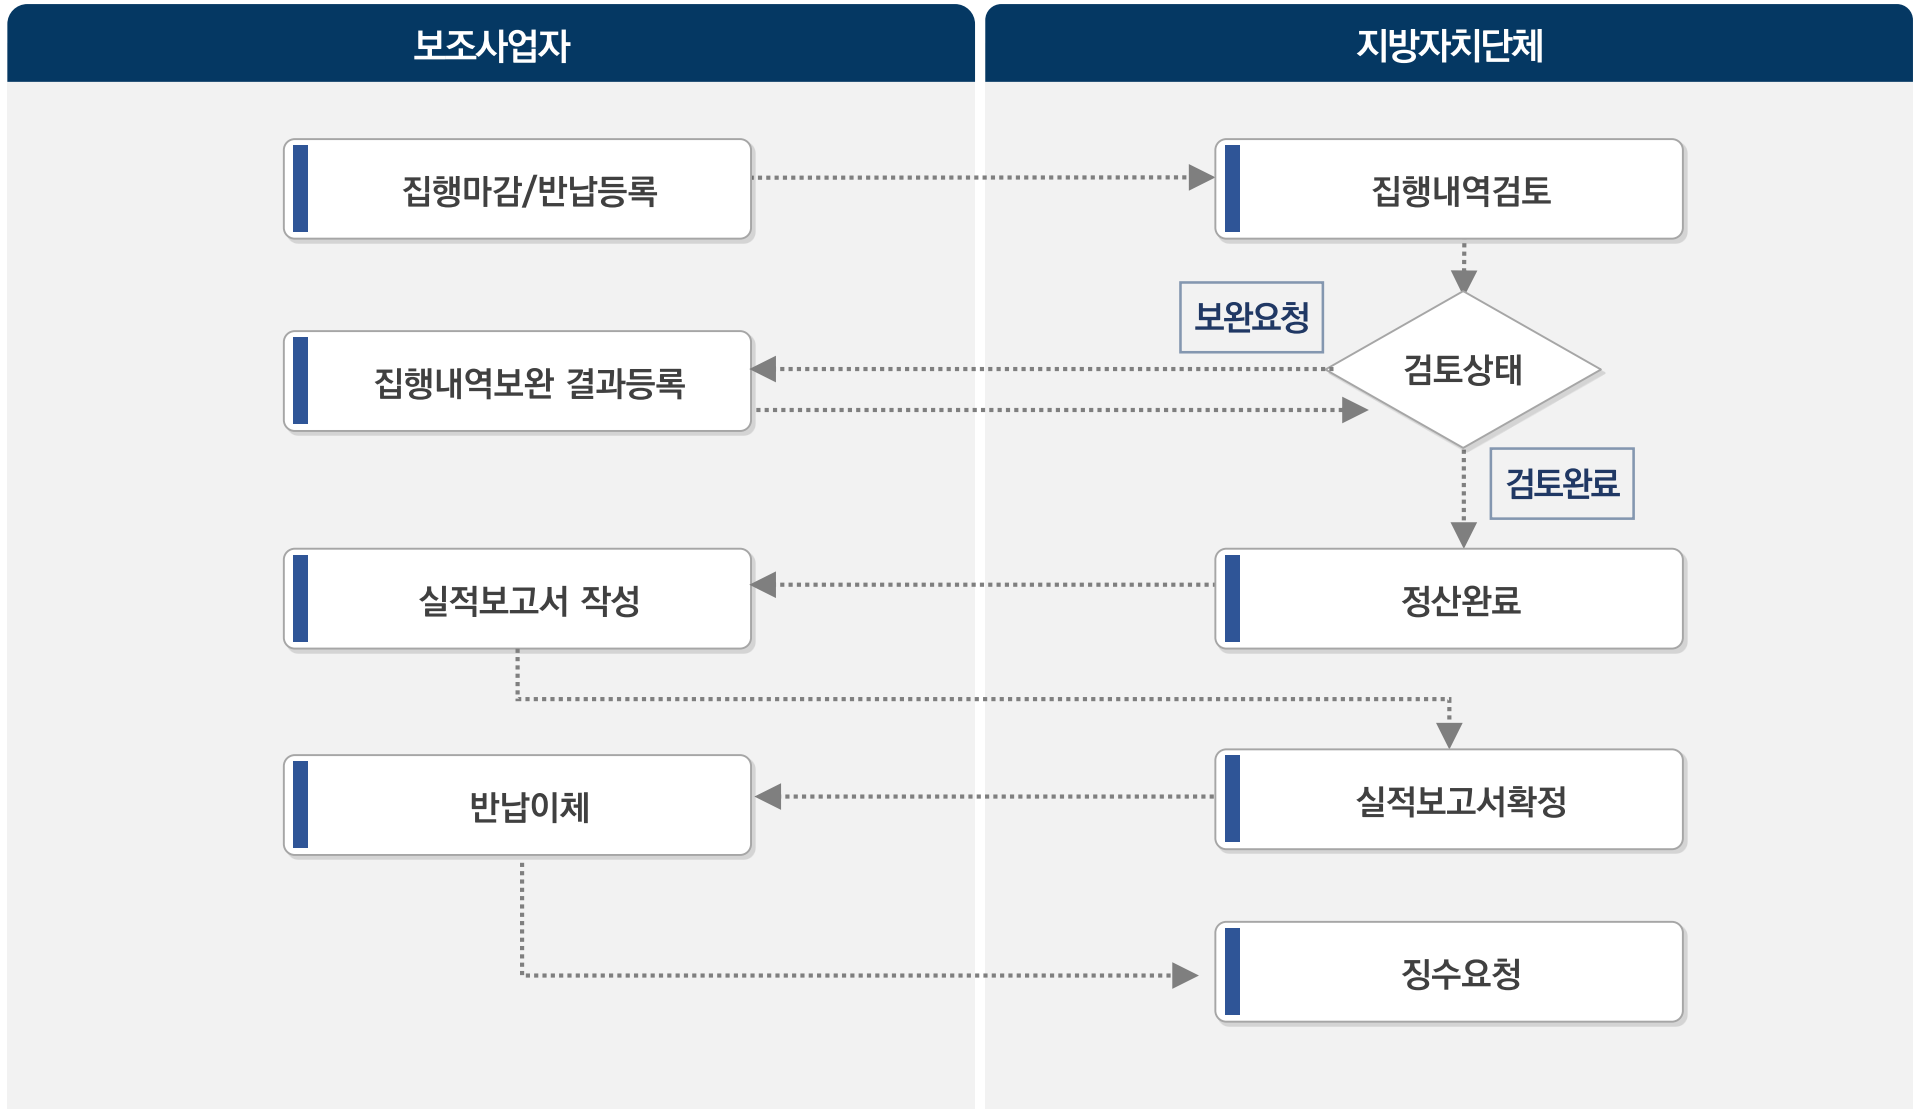 보조사업자
지방자치단체
집행마감/반납등록
집행내역검토
보완요청
집행내역보완 결과등록
검토상태
검토완료
실적보고서 작성
정산완료
반납이체
실적보고서확정
징수요청